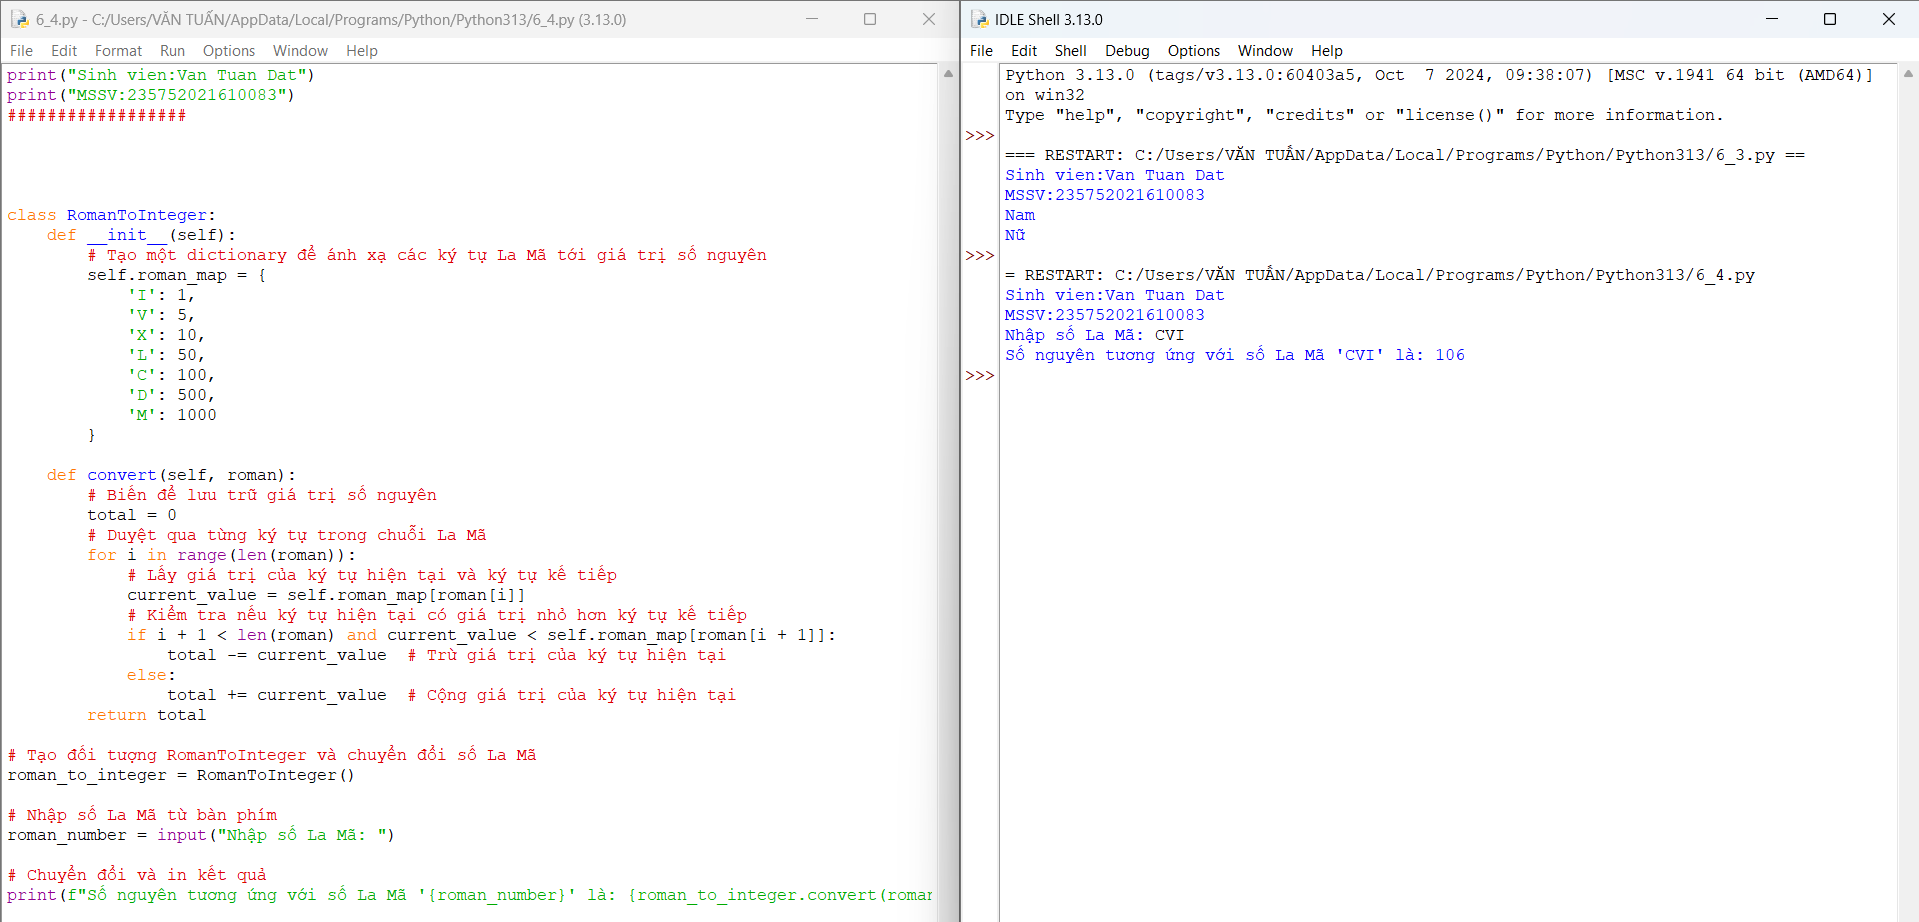 6_4.py - C:/Users/VĂN TUẤN/AppData/Local/Programs/Python/Python313/6_4.py (3.13.0)
File Edit Format Run Options Window Help
print("Sinh vien:Van Tuan Dat")
print("MSSV:235752021610083")
##################
class RomanToInteger:
    def __init__(self):
        # Tạo một dictionary để ánh xạ các ký tự La Mã tới giá trị số nguyên
        self.roman_map = {
            'I': 1,
            'V': 5,
            'X': 10,
            'L': 50,
            'C': 100,
            'D': 500,
            'M': 1000
        }
    def convert(self, roman):
        # Biến để lưu trữ giá trị số nguyên
        total = 0
        # Duyệt qua từng ký tự trong chuỗi La Mã
        for i in range(len(roman)):
            # Lấy giá trị của ký tự hiện tại và ký tự kế tiếp
            current_value = self.roman_map[roman[i]]
            # Kiểm tra nếu ký tự hiện tại có giá trị nhỏ hơn ký tự kế tiếp
            if i + 1 < len(roman) and current_value < self.roman_map[roman[i + 1]]:
                total -= current_value  # Trừ giá trị của ký tự hiện tại
            else:
                total += current_value  # Cộng giá trị của ký tự hiện tại
        return total
# Tạo đối tượng RomanToInteger và chuyển đổi số La Mã
roman_to_integer = RomanToInteger()
# Nhập số La Mã từ bàn phím
roman_number = input("Nhập số La Mã: ")
# Chuyển đổi và in kết quả
print(f"Số nguyên tương ứng với số La Mã '{roman_number}' là: {roman_to_integer.convert(roman
IDLE Shell 3.13.0
File Edit Shell Debug Options Window Help
Python 3.13.0 (tags/v3.13.0:60403a5, Oct  7 2024, 09:38:07) [MSC v.1941 64 bit (AMD64)]
on win32
Type "help", "copyright", "credits" or "license()" for more information.
>>>
=== RESTART: C:/Users/VĂN TUẤN/AppData/Local/Programs/Python/Python313/6_3.py ==
Sinh vien:Van Tuan Dat
MSSV:235752021610083
Nam
Nữ
>>>
= RESTART: C:/Users/VĂN TUẤN/AppData/Local/Programs/Python/Python313/6_4.py
Sinh vien:Van Tuan Dat
MSSV:235752021610083
Nhập số La Mã: CVI
Số nguyên tương ứng với số La Mã 'CVI' là: 106
>>>